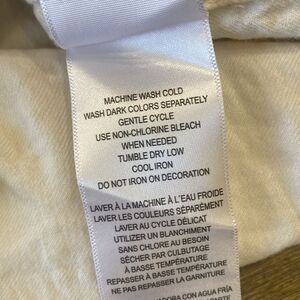 MACHINE WASH COLD
WASH DARK COLORS SEPARATELY
GENTLE CYCLE
USE NON-CHLORINE BLEACH
WHEN NEEDED
TUMBLE DRY LOW
COOL IRON
DO NOT IRON ON DECORATION
LAVER À LA MACHINE À L'EAU FROIDE
LAVER LES COULEURS SÉPARÉMENT
LAVER AU CYCLE DÉLICAT
UTILIZER UN BLANCHIMENT
SANS CHLORE AU BESOIN
SÉCHER PAR CULBUTAGE
À BASSE TEMPÉRATURE
REPASSER À BASSE TEMPÉRATURE
NE PAS REPASSER LA GARNITURE
CON AGUA FRÍA